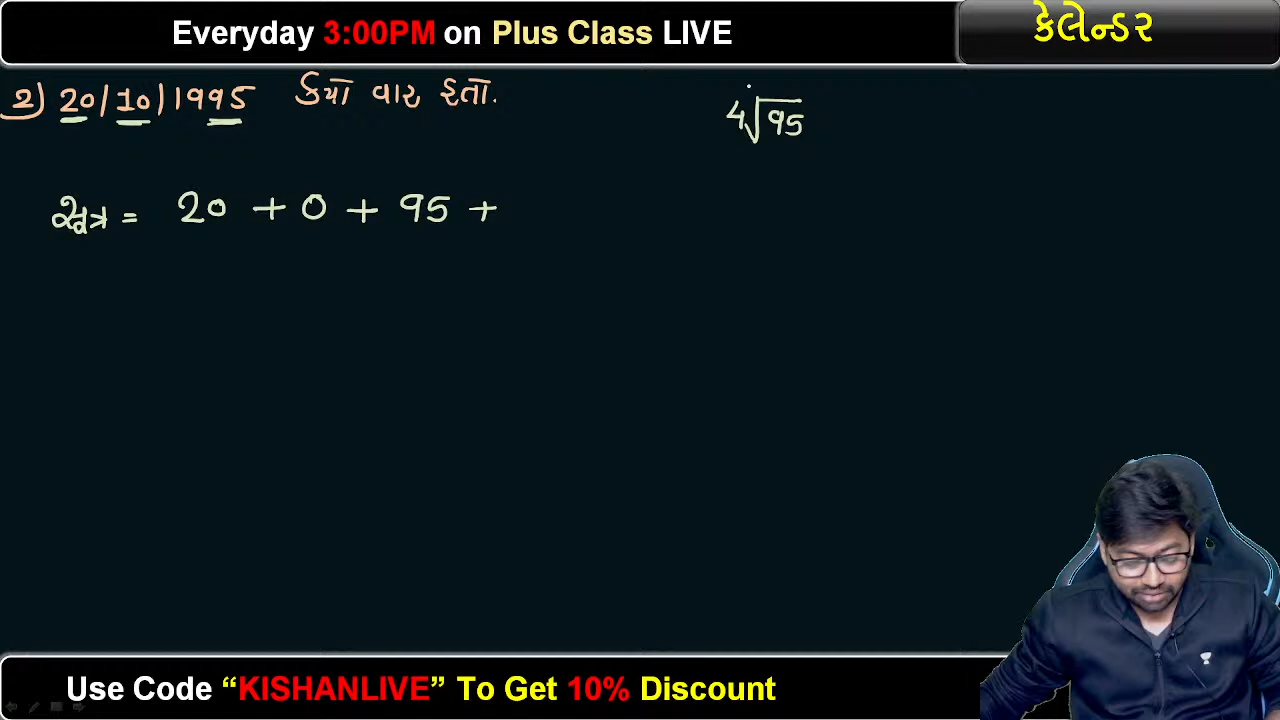 Everyday 3:00PM on Plus Class LIVE
કેલેન્ડર
2) 20/10/1995 કયો વાર હતો.
4√95
સૂત્ર = 20 + 0 + 95 +
Use Code “KISHANLIVE” To Get 10% Discount